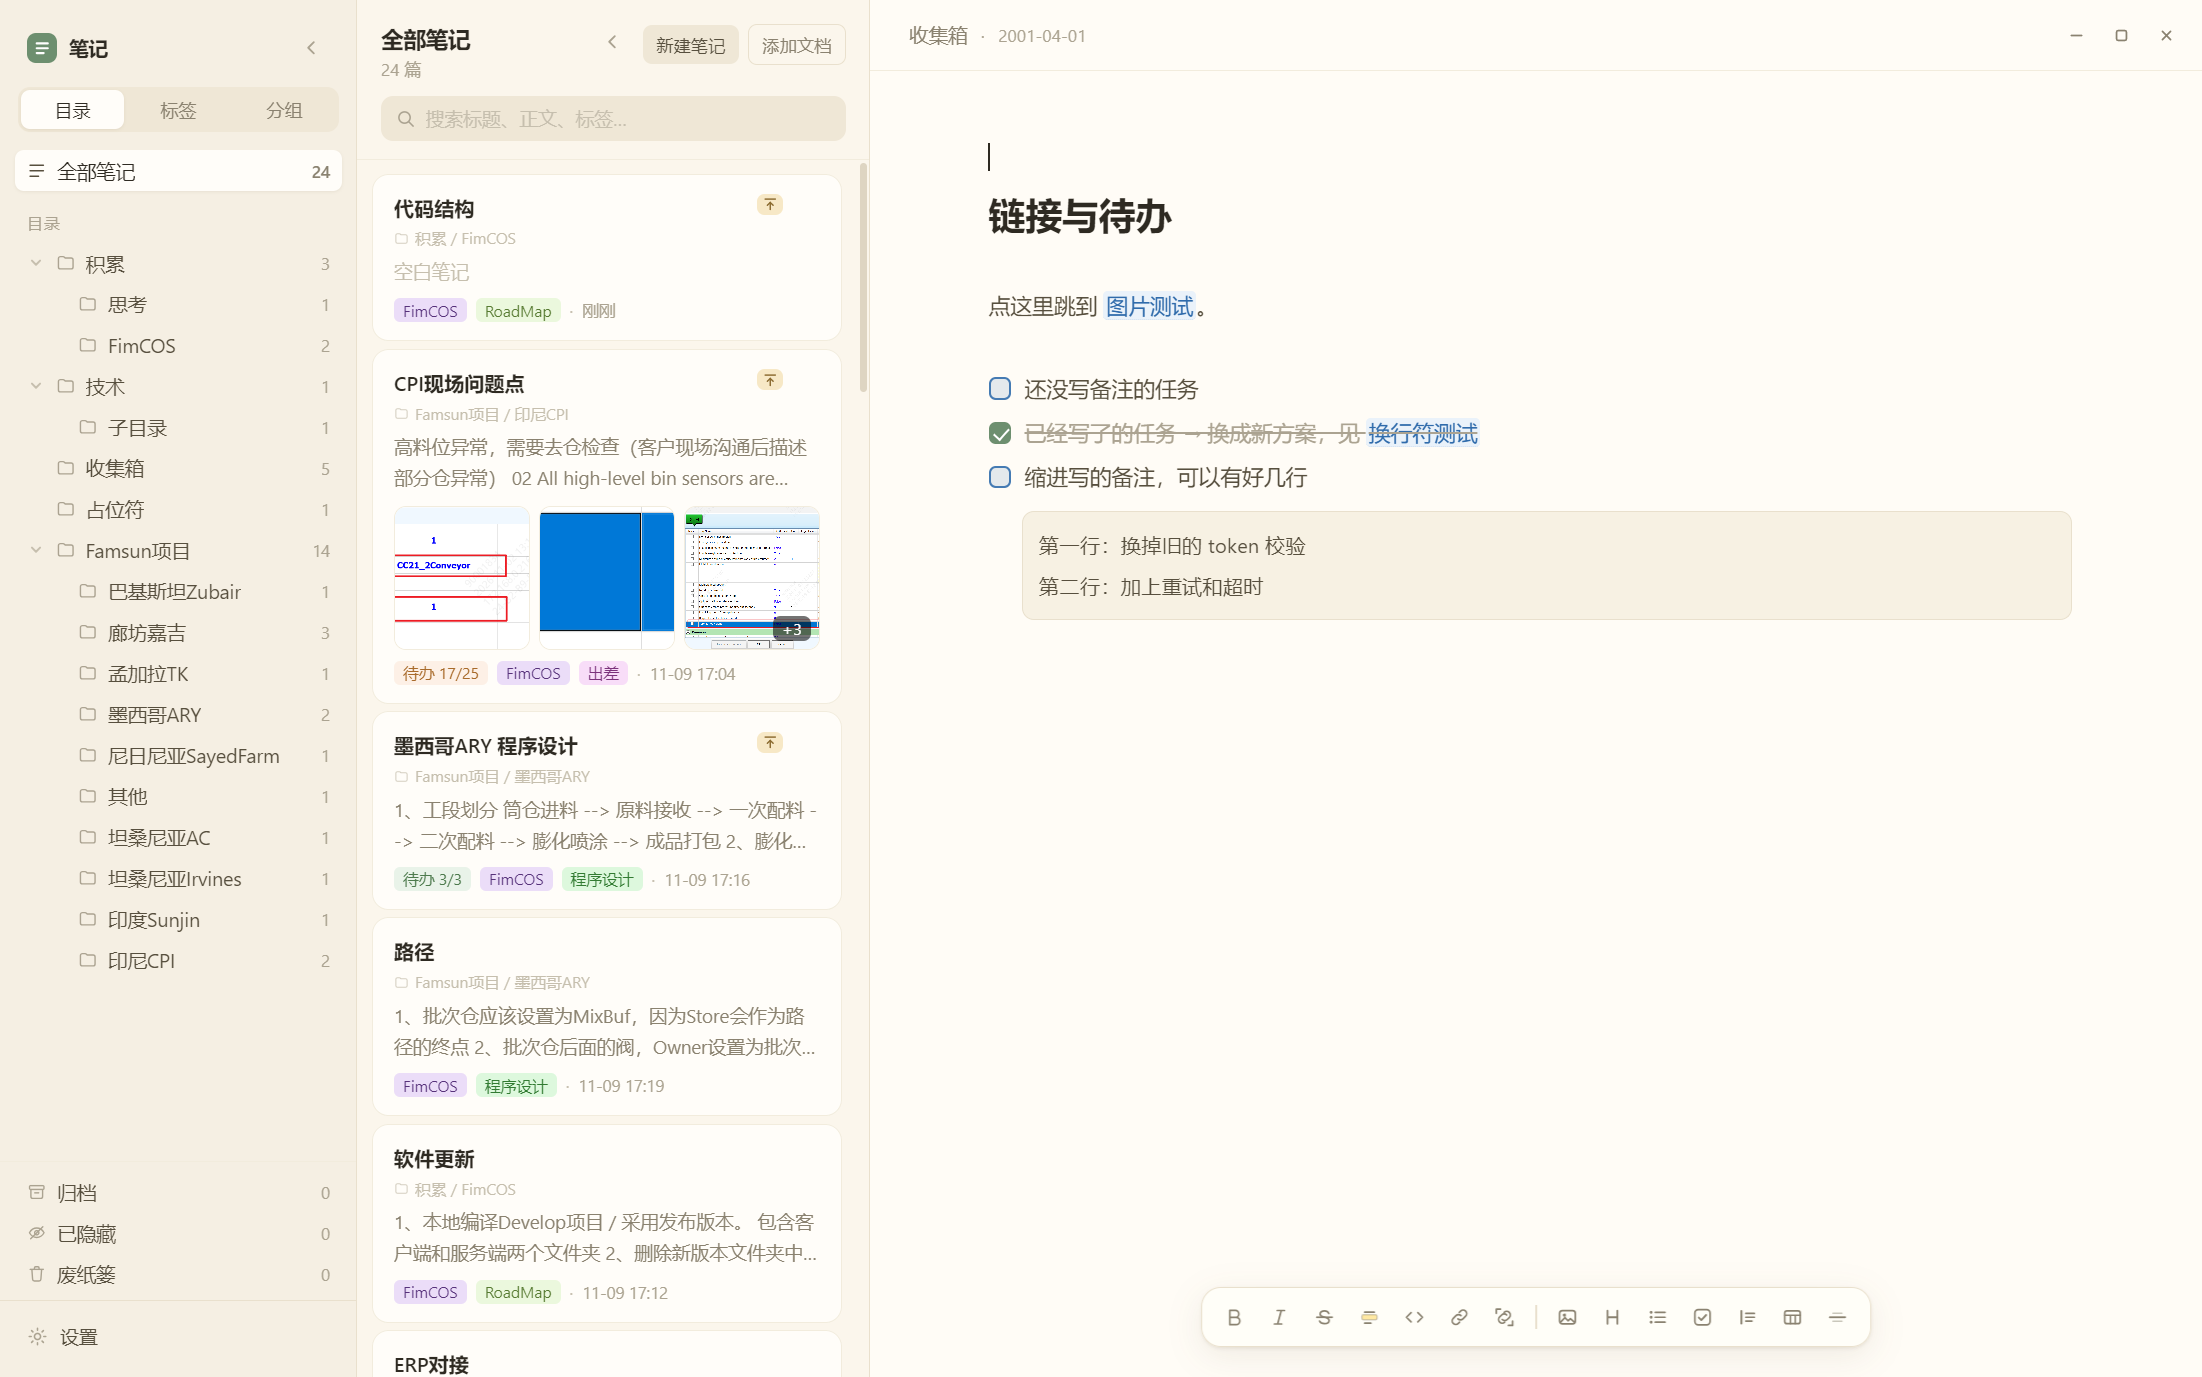 笔记
目录
标签
分组
全部笔记 24
目录
积累 3
思考 1
FimCOS 2
技术 1
子目录 1
收集箱 5
占位符 1
Famsun项目 14
巴基斯坦Zubair 1
廊坊嘉吉 3
孟加拉TK 1
墨西哥ARY 2
尼日尼亚SayedFarm 1
其他 1
坦桑尼亚AC 1
坦桑尼亚Irvines 1
印度Sunjin 1
印尼CPI 2
归档 0
已隐藏 0
废纸篓 0
设置
全部笔记
24 篇
新建笔记
添加文档
搜索标题、正文、标签...
代码结构
积累 / FimCOS
空白笔记
FimCOS RoadMap · 刚刚
CPI现场问题点
Famsun项目 / 印尼CPI
高料位异常，需要去仓检查（客户现场沟通后描述
部分仓异常） 02 All high-level bin sensors are...
1
CC21_2Conveyor
1
+3
待办 17/25 FimCOS 出差 · 11-09 17:04
墨西哥ARY 程序设计
Famsun项目 / 墨西哥ARY
1、工段划分 筒仓进料 --> 原料接收 --> 一次配料 -
-> 二次配料 --> 膨化喷涂 --> 成品打包 2、膨化...
待办 3/3 FimCOS 程序设计 · 11-09 17:16
路径
Famsun项目 / 墨西哥ARY
1、批次仓应该设置为MixBuf，因为Store会作为路
径的终点 2、批次仓后面的阀，Owner设置为批次...
FimCOS 程序设计 · 11-09 17:19
软件更新
积累 / FimCOS
1、本地编译Develop项目 / 采用发布版本。 包含客
户端和服务端两个文件夹 2、删除新版本文件夹中...
FimCOS RoadMap · 11-09 17:12
ERP对接
收集箱 · 2001-04-01
链接与待办
点这里跳到 图片测试。
还没写备注的任务
已经写了的任务 → 换成新方案，见 换行符测试
缩进写的备注，可以有好几行
第一行：换掉旧的 token 校验
第二行：加上重试和超时